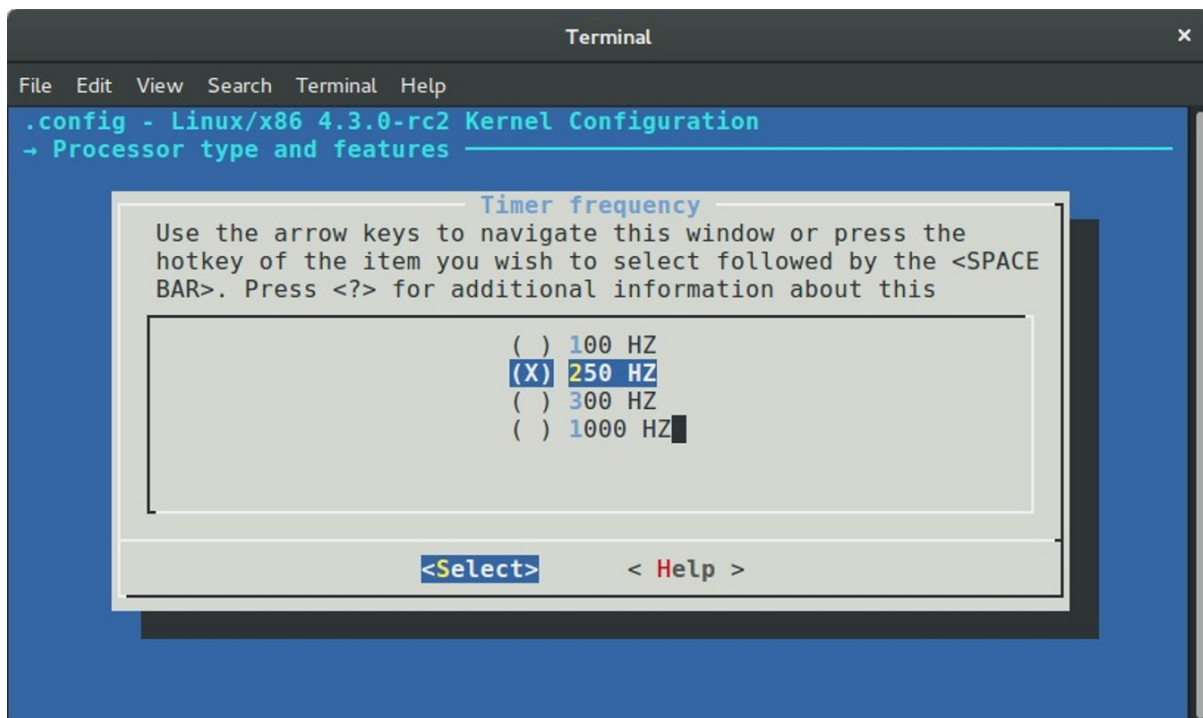 Terminal
×
File Edit View Search Terminal Help
.config - Linux/x86 4.3.0-rc2 Kernel Configuration
→ Processor type and features
Timer frequency
Use the arrow keys to navigate this window or press the
hotkey of the item you wish to select followed by the <SPACE
BAR>. Press <?> for additional information about this
( ) 100 HZ
(X) 250 HZ
( ) 300 HZ
( ) 1000 HZ
<Select> < Help >